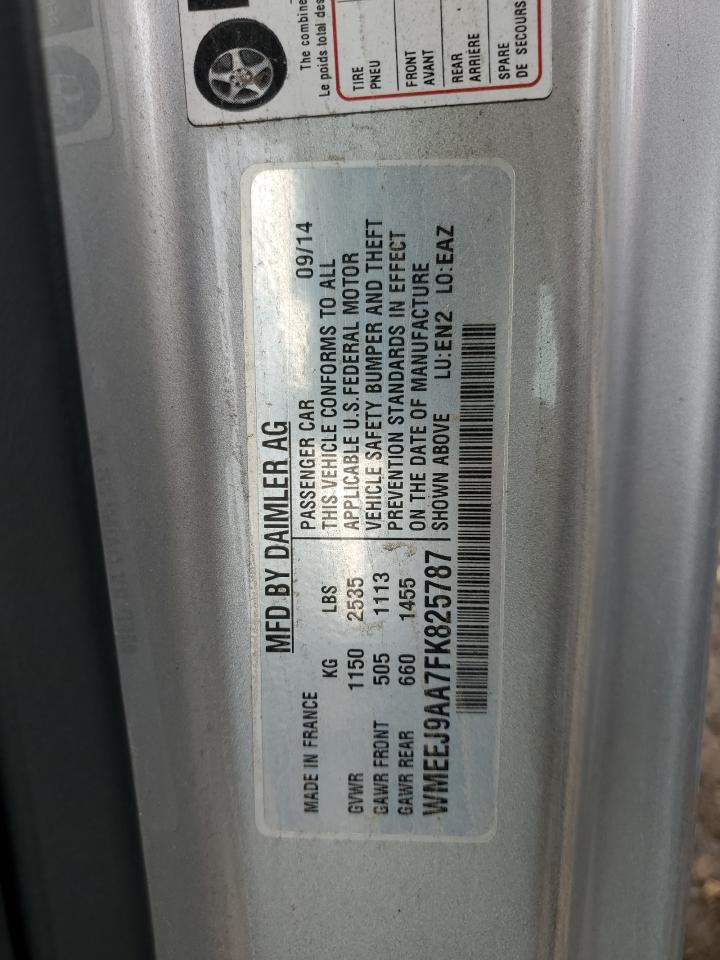 The combine
Le poids total des
TIRE
PNEU
FRONT
AVANT
REAR
ARRIERE
SPARE
DE SECOURS
MFD BY DAIMLER AG
MADE IN FRANCE
KG LBS
GVWR 1150 2535
GAWR FRONT 505 1113
GAWR REAR 660 1455
PASSENGER CAR 09/14
THIS VEHICLE CONFORMS TO ALL
APPLICABLE U.S. FEDERAL MOTOR
VEHICLE SAFETY BUMPER AND THEFT
PREVENTION STANDARDS IN EFFECT
ON THE DATE OF MANUFACTURE
SHOWN ABOVE LU:EN2 LO:EAZ
WMEEJ9AA7FK825787